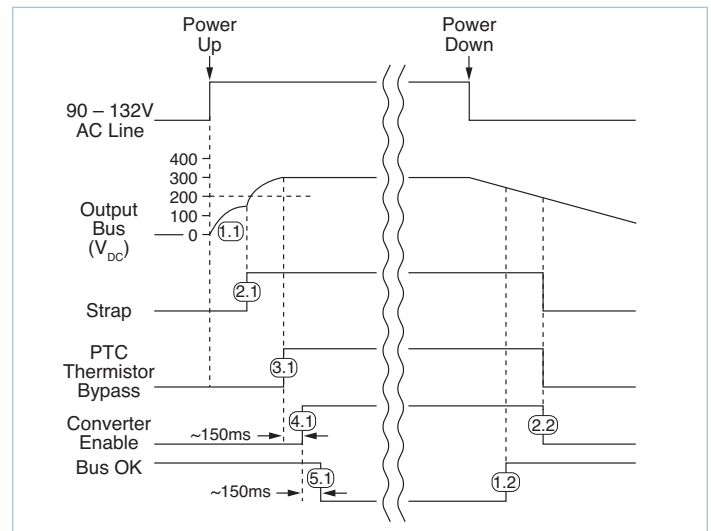 Power
Up
Power
Down
90 – 132V
AC Line
400
300
200
100
0
Output
Bus
(VDC)
1.1
2.1
Strap
PTC
Thermistor
Bypass
3.1
Converter
Enable
~150ms
4.1
2.2
Bus OK
5.1
1.2
~150ms